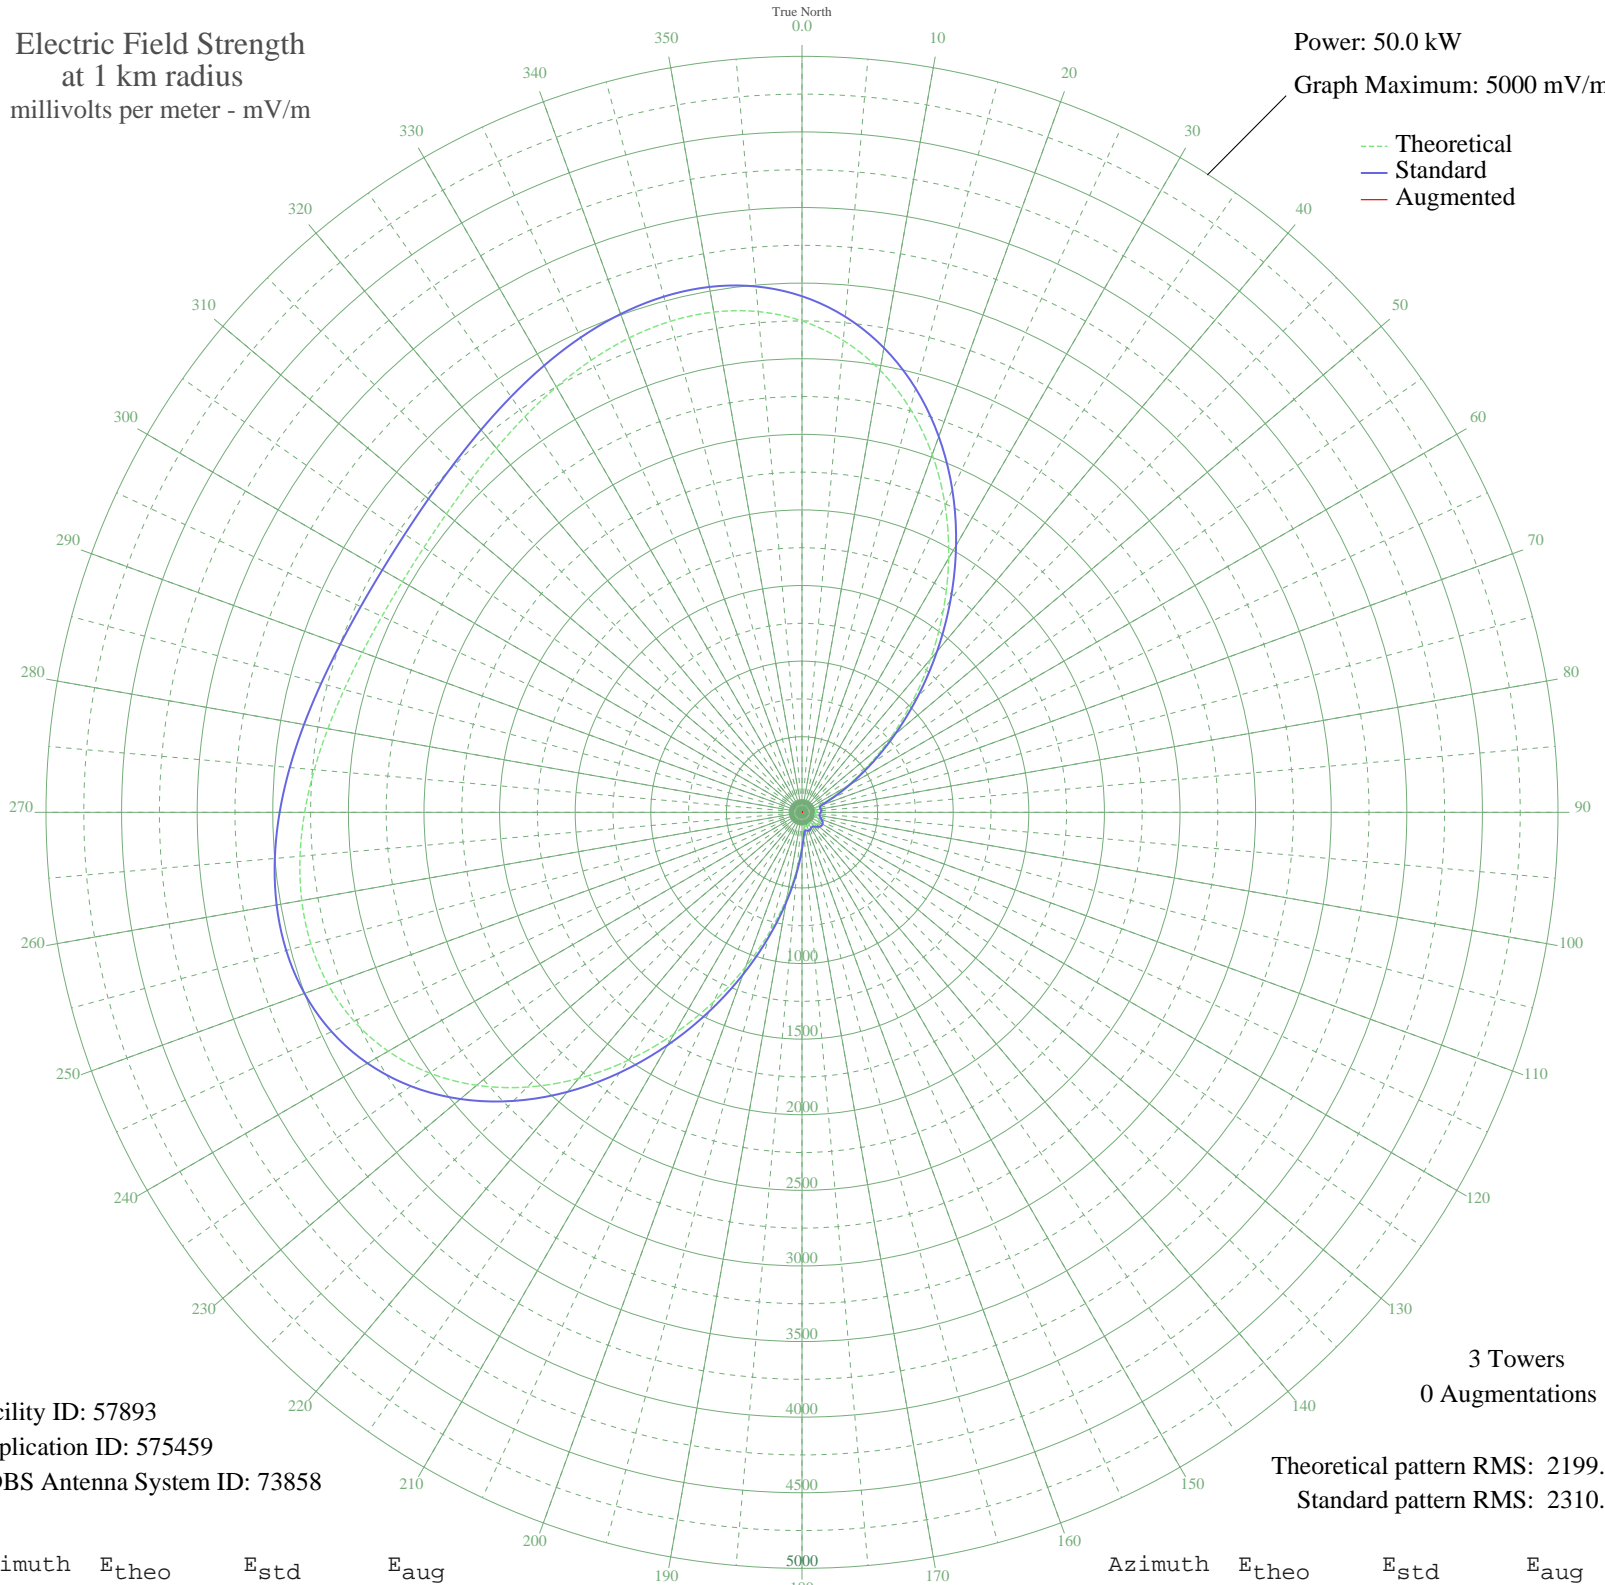 True North
0.0
Electric Field Strength
at 1 km radius
millivolts per meter - mV/m
Power: 50.0 kW
Graph Maximum: 5000 mV/m
Theoretical
Standard
Augmented
10
20
30
40
50
60
70
80
90
100
110
120
130
140
150
160
170
190
200
210
220
230
240
250
260
270
280
290
300
310
320
330
340
350
1000
1500
2000
2500
3000
3500
4000
4500
5000
3 Towers
0 Augmentations
cility ID: 57893
plication ID: 575459
DBS Antenna System ID: 73858
Theoretical pattern RMS: 2199.
Standard pattern RMS: 2310.
imuth Etheo Estd Eaug
Azimuth Etheo Estd Eaug